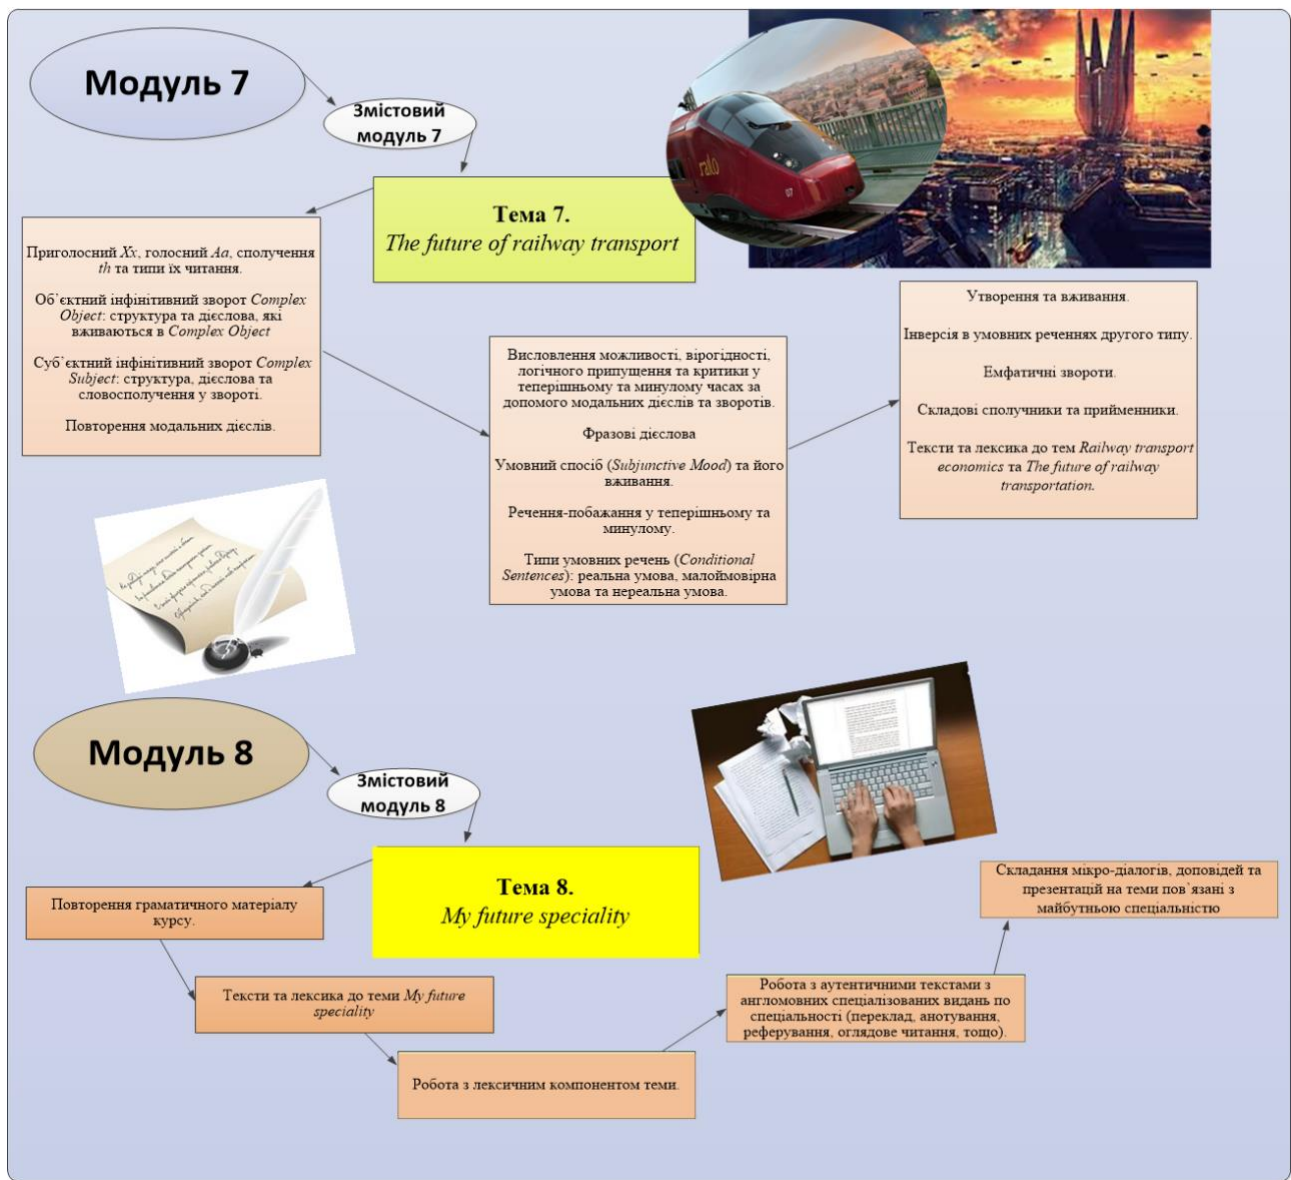 Модуль 7
Змістовий
модуль 7
Тема 7.
The future of railway transport
Приголосний Xx, голосний Aa, сполучення
th та типи їх читання.
Об`єктний інфінітивний зворот Complex
Object: структура та дієслова, які
вживаються в Complex Object
Суб`єктний інфінітивний зворот Complex
Subject: структура, дієслова та
словосполучення у звороті.
Повторення модальних дієслів.
Висловлення можливості, вірогідності,
логічного припущення та критики у
теперішньому та минулому часах за
допомого модальних дієслів та зворотів.
Фразові дієслова
Умовний спосіб (Subjunctive Mood) та його
вживання.
Речення-побажання у теперішньому та
минулому.
Типи умовних речень (Conditional
Sentences): реальна умова, малоймовірна
умова та нереальна умова.
Утворення та вживання.
Інверсія в умовних реченнях другого типу.
Емфатичні звороти.
Складові сполучники та прийменники.
Тексти та лексика до тем Railway transport
economics та The future of railway
transportation.
Модуль 8
Змістовий
модуль 8
Тема 8.
My future speciality
Повторення граматичного матеріалу
курсу.
Тексти та лексика до теми My future
speciality
Робота з лексичним компонентом теми.
Робота з аутентичними текстами з
англомовних спеціалізованих видань по
спеціальності (переклад, анотування,
реферування, оглядове читання, тощо).
Складання мікро-діалогів, доповідей та
презентацій на теми пов`язані з
майбутньою спеціальністю